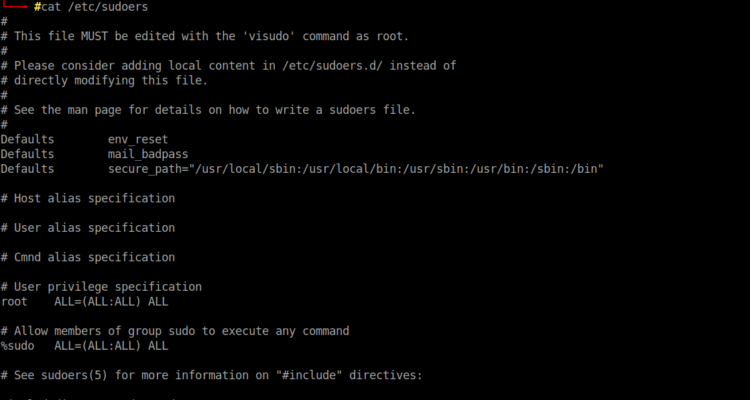 #cat /etc/sudoers
#
# This file MUST be edited with the 'visudo' command as root.
#
# Please consider adding local content in /etc/sudoers.d/ instead of
# directly modifying this file.
#
# See the man page for details on how to write a sudoers file.
#
Defaults        env_reset
Defaults        mail_badpass
Defaults        secure_path="/usr/local/sbin:/usr/local/bin:/usr/sbin:/usr/bin:/sbin:/bin"

# Host alias specification

# User alias specification

# Cmnd alias specification

# User privilege specification
root    ALL=(ALL:ALL) ALL

# Allow members of group sudo to execute any command
%sudo   ALL=(ALL:ALL) ALL

# See sudoers(5) for more information on "#include" directives: